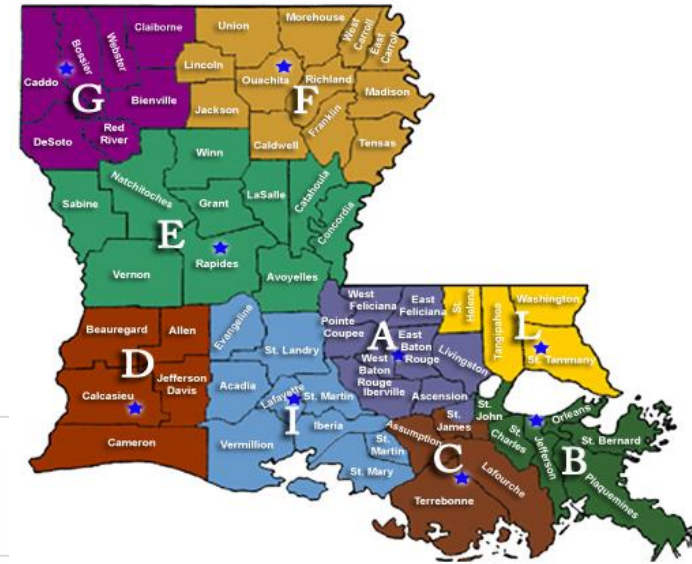 Claiborne
Union
Morehouse
West
Carroll
East
Carroll
Bossier
Webster
Caddo
G
Bienville
DeSoto
Red
River
Lincoln
Ouachita
Richland
F
Madison
Jackson
Caldwell
Franklin
Tensas
Winn
Natchitoches
Sabine
Grant
LaSalle
Catahoula
Concordia
E
Rapides
Vernon
Avoyelles
Beauregard
Allen
D
Calcasieu
Jefferson
Davis
Cameron
Evangeline
St. Landry
Acadia
Lafayette
St. Martin
I
Iberia
Vermillion
St.
Martin
St. Mary
West
Feliciana
East
Feliciana
Pointe
Coupee
A
East
Baton
Rouge
West
Baton
Rouge
Iberville
Livingston
Ascension
St.
Helena
Tangipahos
Washington
L
St. Tammany
St.
John
St.
James
Assumption
St.
Charles
Orleans
Jefferson
St. Bernard
B
Plaquemines
C
Lafourche
Terrebonne